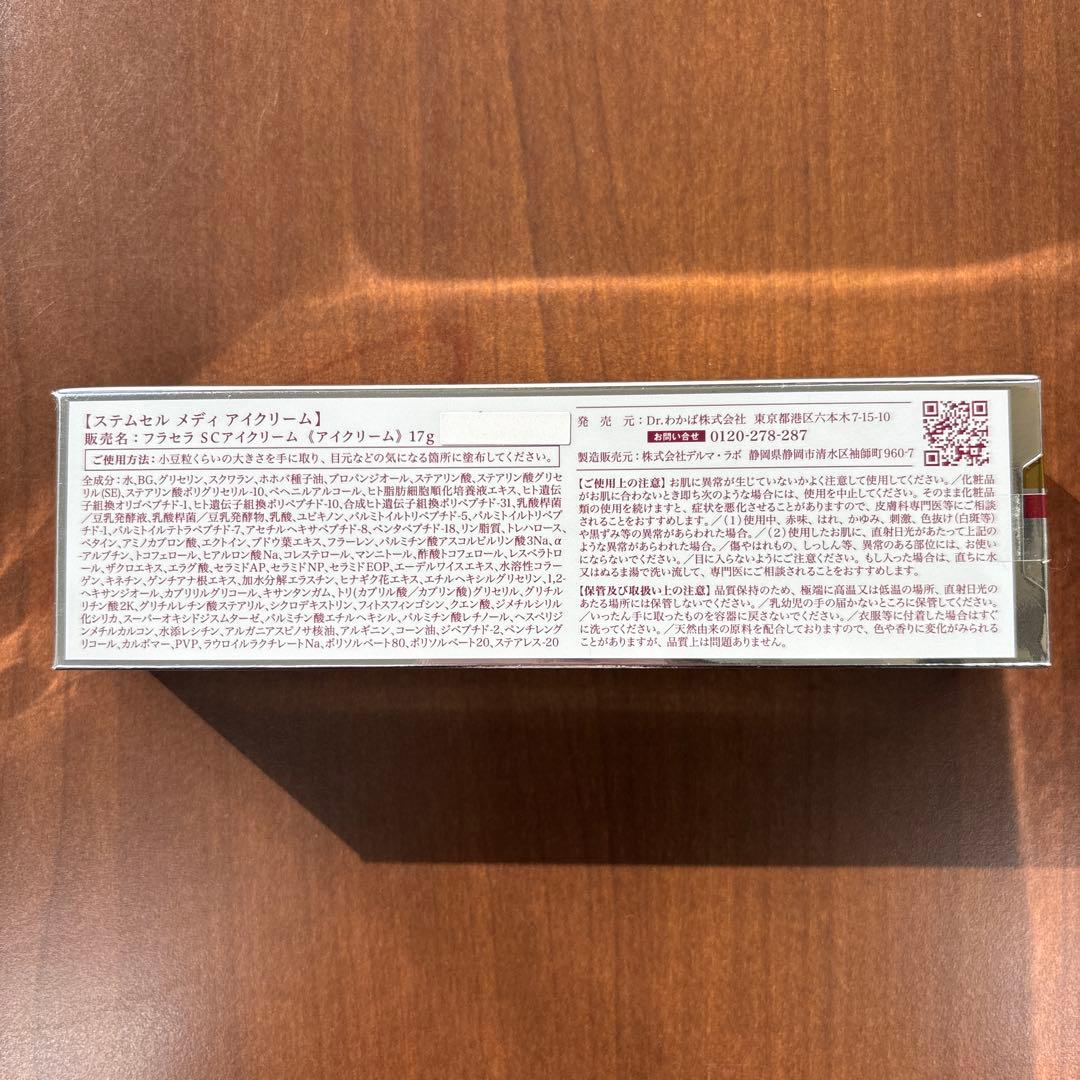 【ステムセル メディ アイクリーム】
販売名：フラセラ SCアイクリーム 《アイクリーム》 17g
ご使用方法：小豆粒くらいの大きさを手に取り、目元などの気になる箇所に塗布してください。
全成分：水、BG、グリセリン、スクワラン、ホホバ種子油、プロパンジオール、ステアリン酸、ステアリン酸グリセ
リル(SE)、ステアリン酸ポリグリセリル-10、ベヘニルアルコール、ヒト脂肪細胞順化培養液エキス、ヒト遺伝
子組換オリゴペプチド-1、ヒト遺伝子組換ポリペプチド-10、合成ヒト遺伝子組換ポリペプチド-31、乳酸桿菌
/豆乳発酵液、乳酸桿菌／豆乳発酵物、乳酸、ユビキノン、パルミトイルトリペプチド-5、パルミトイルトリペプ
チド-1、パルミトイルテトラペプチド-7、アセチルヘキサペプチド-8、ペンタペプチド-18、リン脂質、トレハロース
ベタイン、アミノカプロン酸、エクトイン、ブドウ葉エキス、フラーレン、パルミチン酸アスコルビルリン酸3Na、α-
アルブチン、トコフェロール、ヒアルロン酸Na、コレステロール、マンニトール、酢酸トコフェロール、レスベラトロ
ール、ザクロエキス、エラグ酸、セラミドAP、セラミドNP、セラミドEOP、エーデルワイスエキス、水溶性コラー
ゲン、キネチン、ゲンチアナ根エキス、加水分解エラスチン、ヒナギク花エキス、エチルヘキシルグリセリン、1,2-
ヘキサンジオール、カプリリルグリコール、キサンタンガム、トリ(カプリル酸／カプリン酸)グリセリル、グリチル
リチン酸2K、グリチルレチン酸ステアリル、シクロデキストリン、フィトスフィンゴシン、クエン酸、ジメチルシリル
化シリカ、スーパーオキシドジスムターゼ、パルミチン酸エチルヘキシル、パルミチン酸レチノール、ヘスペリジ
ンメチルカルコン、水添レシチン、アルガニアスピノサ核油、アルギニン、コーン油、ジペプチド-2、ペンチレング
リコール、カルボマー、PVP、ラウロイルラクチレートNa、ポリソルベート80、ポリソルベート20、ステアレス-20
発 売 元：Dr.わかば株式会社 東京都港区六本木7-15-10
お問い合せ 0120-278-287
製造販売元：株式会社デルマ・ラボ 静岡県静岡市清水区袖師町960-7
【ご使用上の注意】お肌に異常が生じていないかよく注意して使用してください。／化粧品
がお肌に合わないとき即ち次のような場合には、使用を中止してください。そのまま化粧品
類の使用を続けますと、症状を悪化させることがありますので、皮膚科専門医等にご相談
されることをおすすめします。／(1)使用中、赤味、はれ、かゆみ、刺激、色抜け(白斑等)
や黒ずみ等の異常があらわれた場合。／(2)使用したお肌に、直射日光があたって上記の
ような異常があらわれた場合。／傷やはれもの、しっしん等、異常のある部位には、お使い
にならないでください。／目に入らないようにご注意ください。もし入った場合は、直ちに水
又はぬるま湯で洗い流して、専門医にご相談されることをおすすめします。
【保管及び取扱い上の注意】品質保持のため、極端に高温又は低温の場所、直射日光の
あたる場所には保管しないでください。／乳幼児の手の届かないところに保管してください。
／いったん手に取ったものを容器に戻さないでください。／衣服等に付着した場合はすぐ
に洗ってください。／天然由来の原料を配合しておりますので、色や香りに変化がみられる
ことがありますが、品質上は問題ありません。